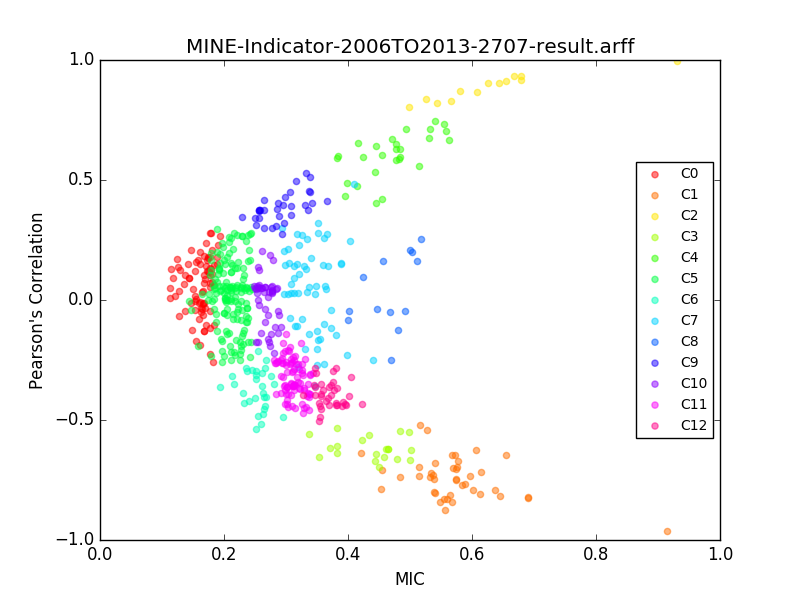 MINE-Indicator-2006TO2013-2707-result.arff
1.0
0.5
0.0
−0.5
−1.0
Pearson's Correlation
0.0 0.2 0.4 0.6 0.8 1.0
MIC
C0
C1
C2
C3
C4
C5
C6
C7
C8
C9
C10
C11
C12